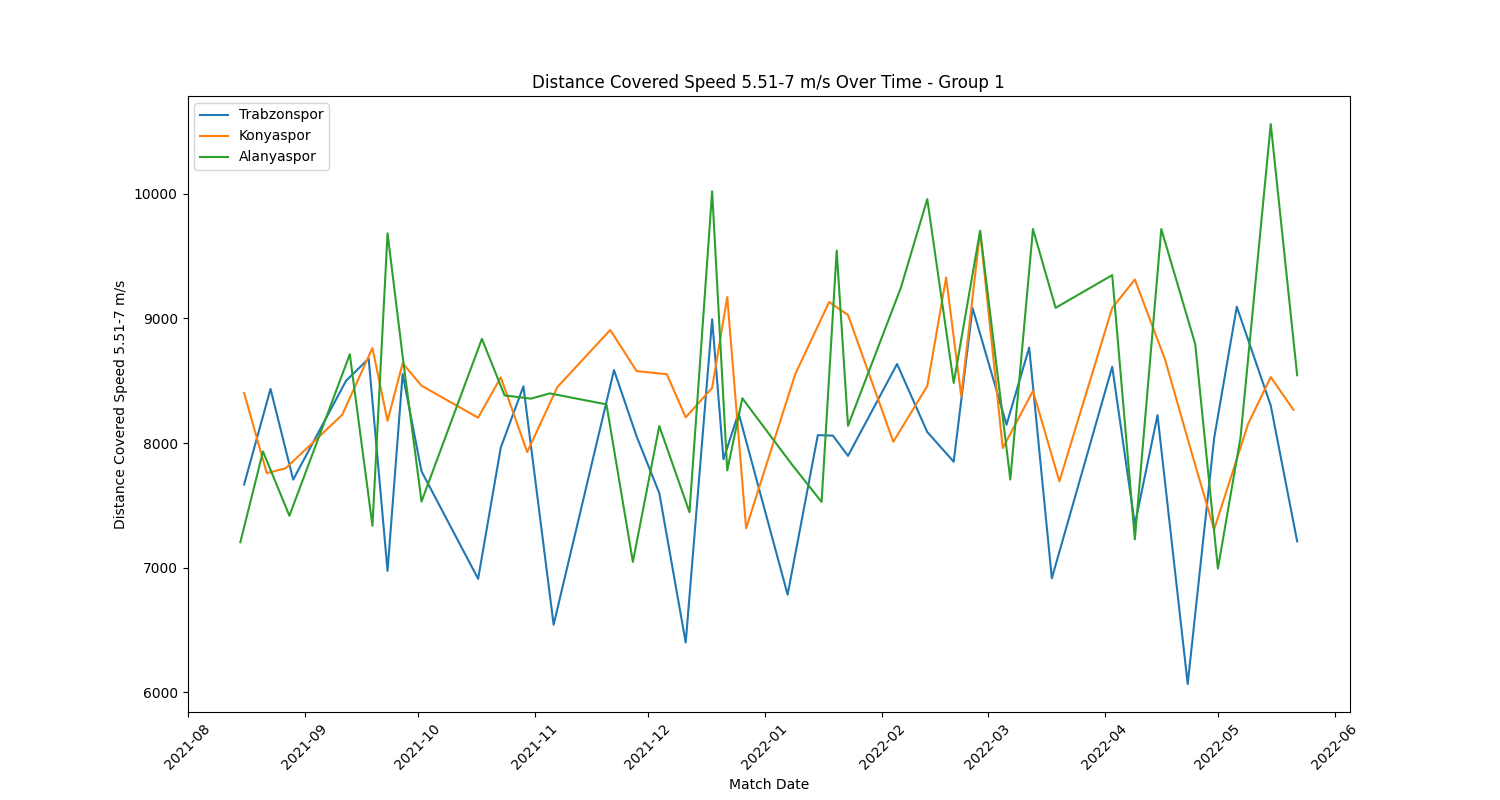 Distance Covered Speed 5.51-7 m/s Over Time - Group 1
Trabzonspor
Konyaspor
Alanyaspor
Distance Covered Speed 5.51-7 m/s
10000
9000
8000
7000
6000
2021-08
2021-09
2021-10
2021-11
2021-12
2022-01
2022-02
2022-03
2022-04
2022-05
2022-06
Match Date